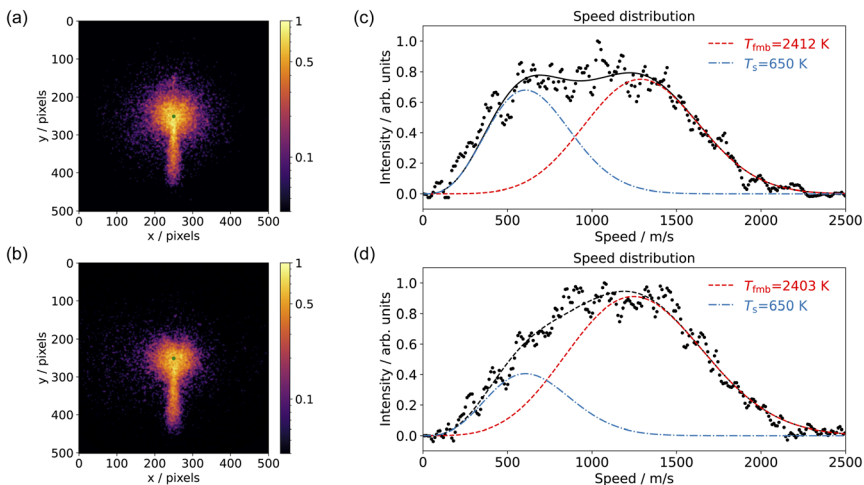 (a)
0
100
200
300
400
500
y / pixels
0 100 200 300 400 500
x / pixels
1
0.5
0.1
(c)
Speed distribution
1.0
0.8
0.6
0.4
0.2
0.0
Intensity / arb. units
T_fmb=2412 K
T_s=650 K
0 500 1000 1500 2000 2500
Speed / m/s
(b)
0
100
200
300
400
500
y / pixels
0 100 200 300 400 500
x / pixels
1
0.5
0.1
(d)
Speed distribution
1.0
0.8
0.6
0.4
0.2
0.0
Intensity / arb. units
T_fmb=2403 K
T_s=650 K
0 500 1000 1500 2000 2500
Speed / m/s